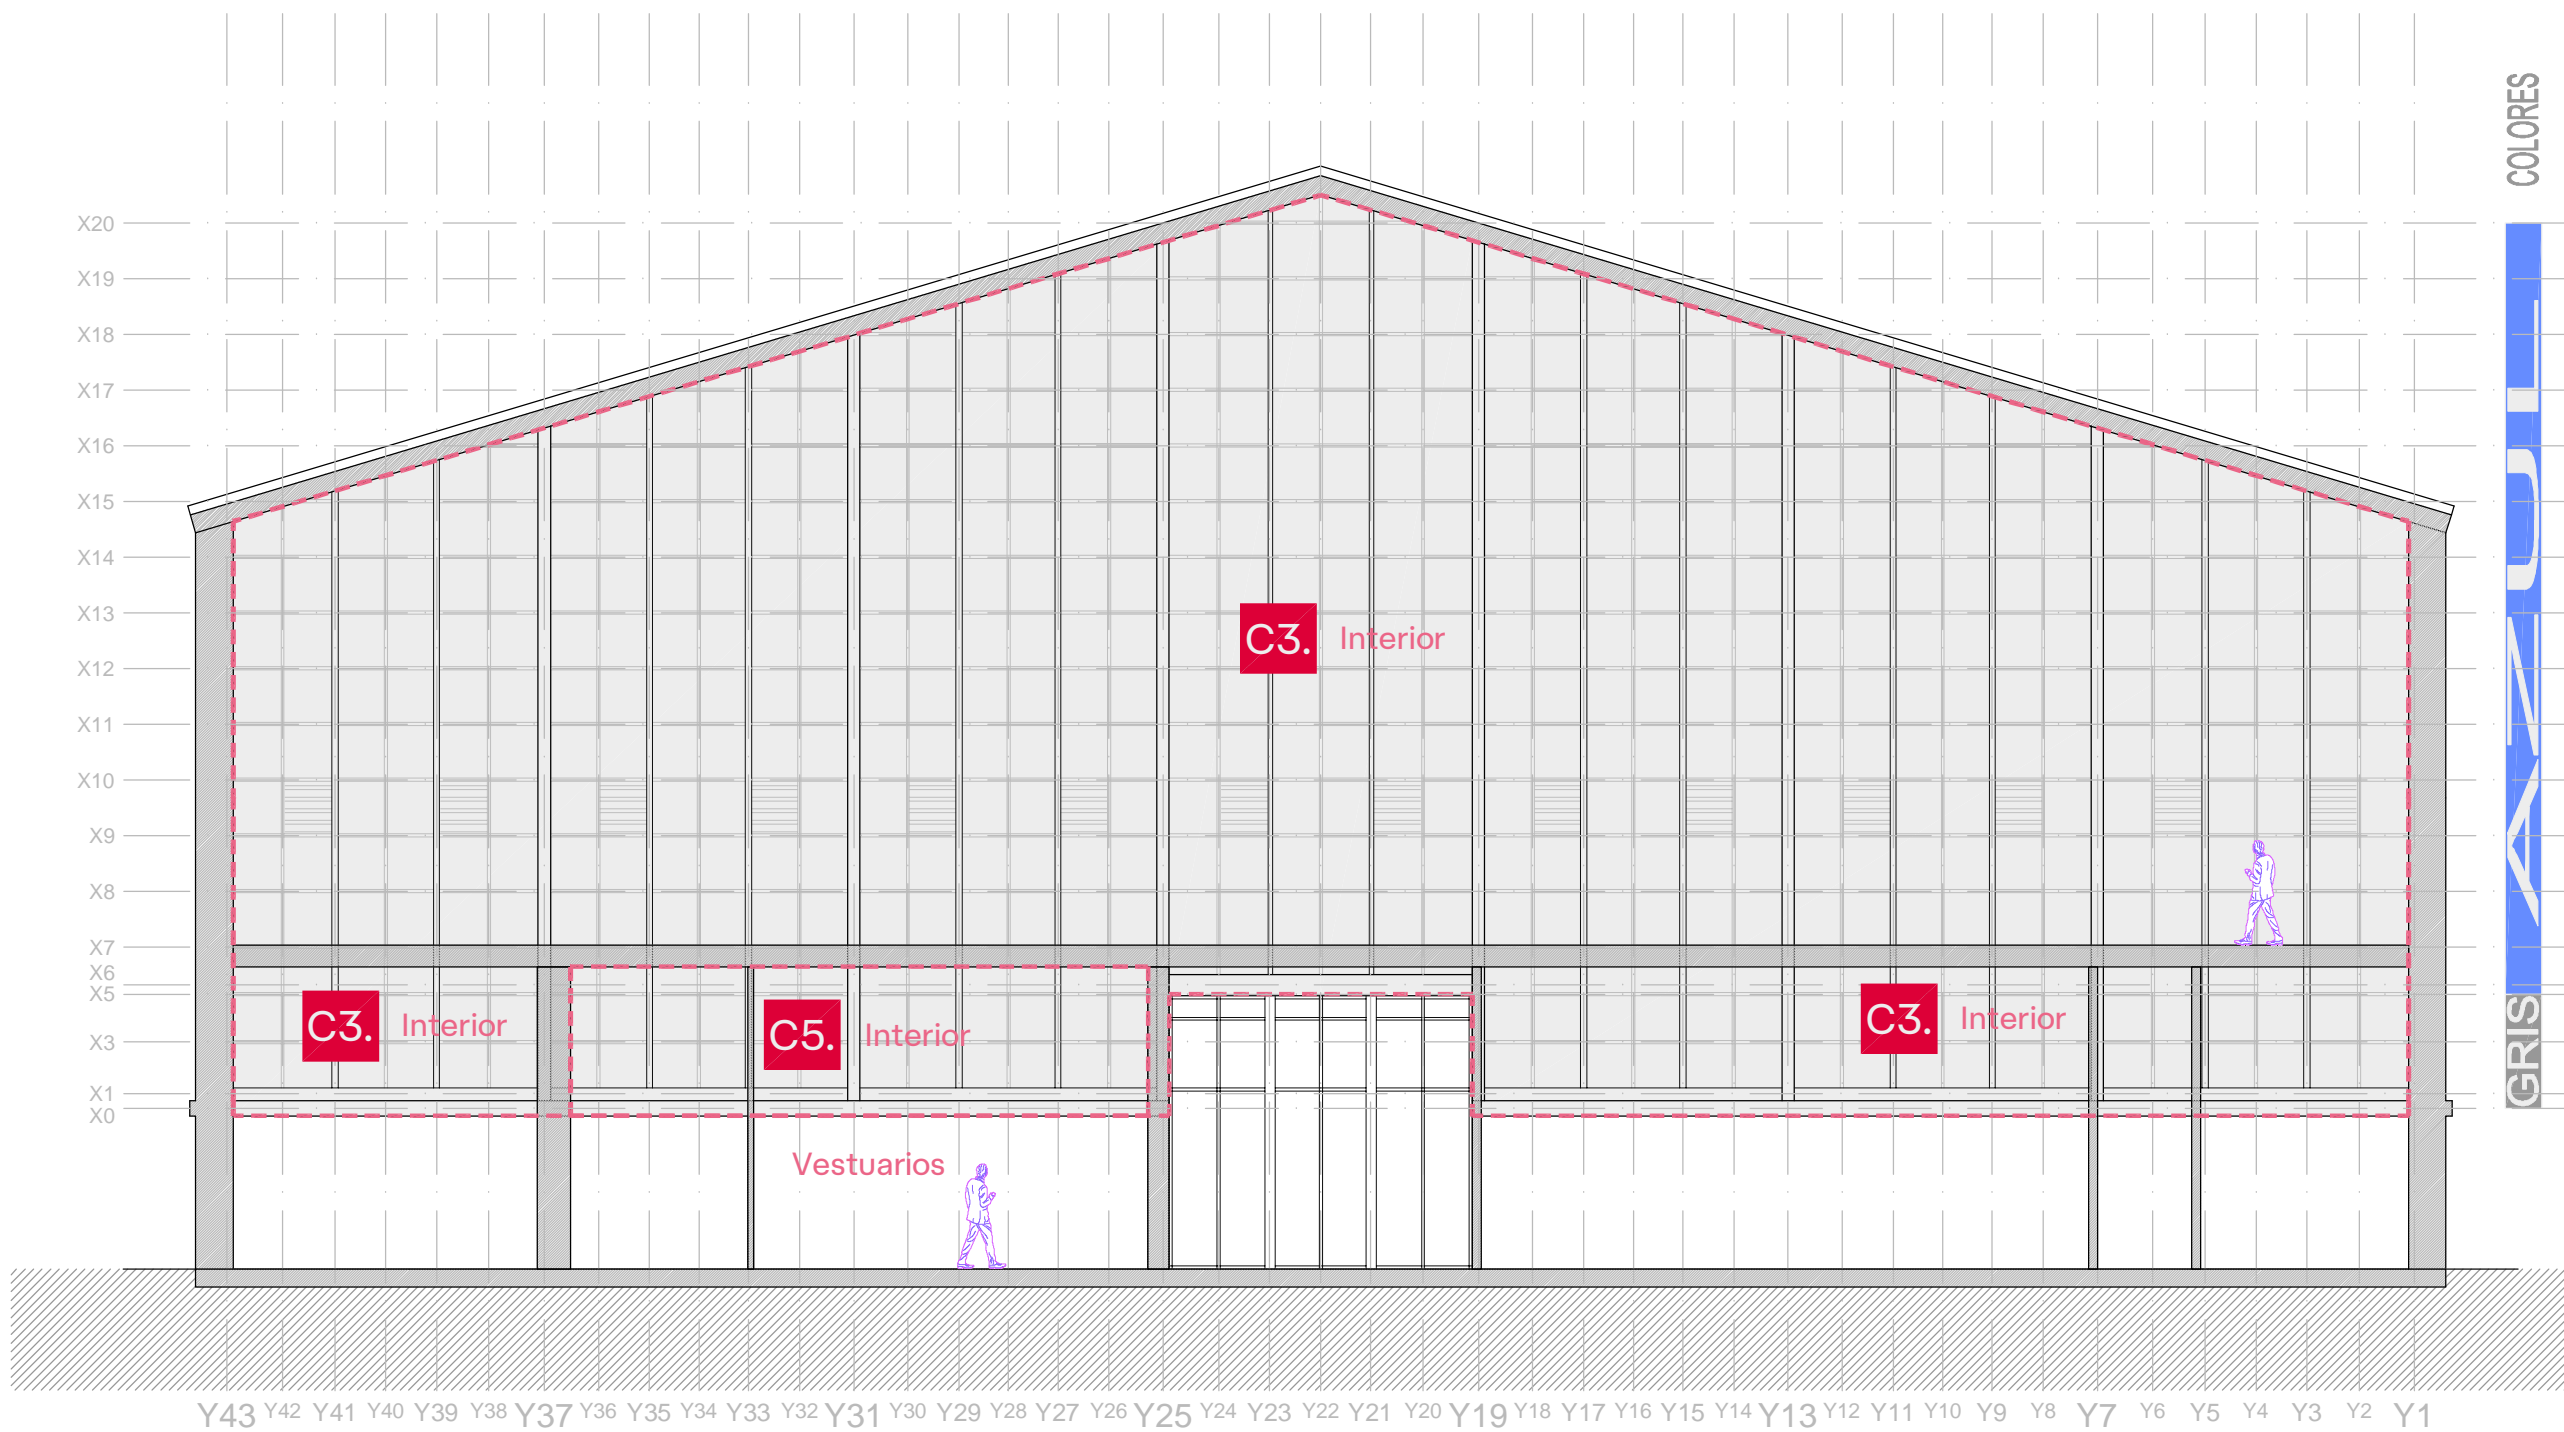 COLORES
X20
X19
X18
X17
X16
X15
X14
X13
X12
X11
X10
X9
X8
X7
X6
X5
X3
X1
X0
AZUL
GRIS
C3. Interior
C3. Interior
C5. Interior
C3. Interior
Vestuarios
Y43 Y42 Y41 Y40 Y39 Y38 Y37 Y36 Y35 Y34 Y33 Y32 Y31 Y30 Y29 Y28 Y27 Y26 Y25 Y24 Y23 Y22 Y21 Y20 Y19 Y18 Y17 Y16 Y15 Y14 Y13 Y12 Y11 Y10 Y9 Y8 Y7 Y6 Y5 Y4 Y3 Y2 Y1